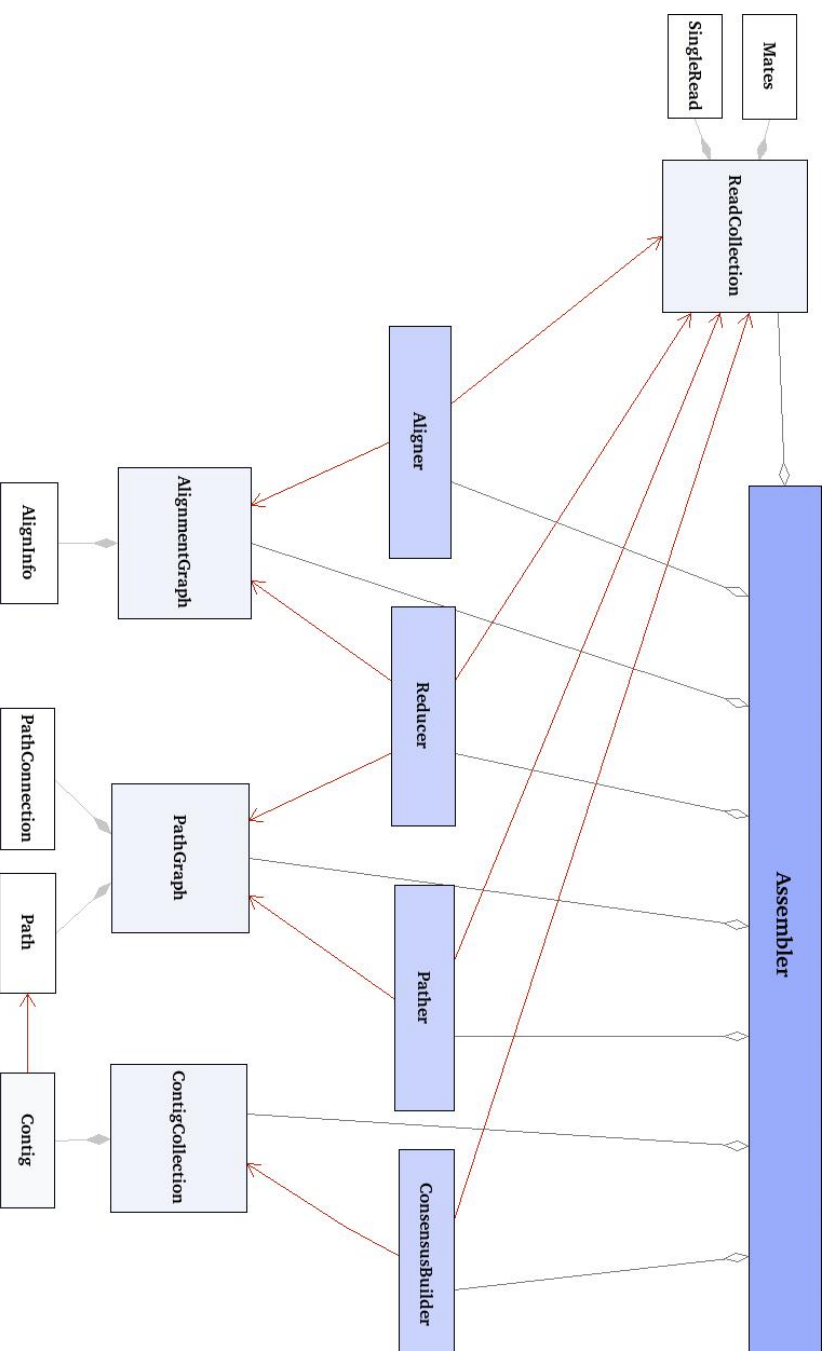 Assembler
Mates
SingleRead
ReadCollection
Aligner
Reducer
Pather
ConsensusBuilder
AlignmentGraph
PathGraph
ContigCollection
AlignInfo
PathConnection
Path
Contig